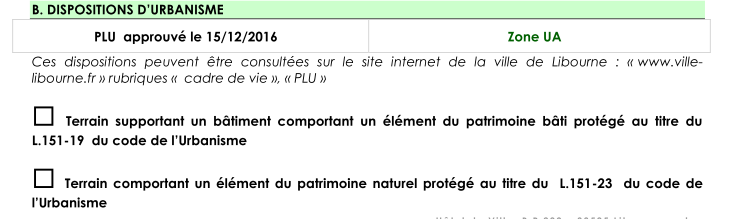 B. DISPOSITIONS D'URBANISME
PLU approuvé le 15/12/2016 Zone UA
Ces dispositions peuvent être consultées sur le site internet de la ville de Libourne : « www.ville-
libourne.fr » rubriques « cadre de vie », « PLU »
☐ Terrain supportant un bâtiment comportant un élément du patrimoine bâti protégé au titre du
L.151-19 du code de l'Urbanisme
☐ Terrain comportant un élément du patrimoine naturel protégé au titre du L.151-23 du code de
l'Urbanisme